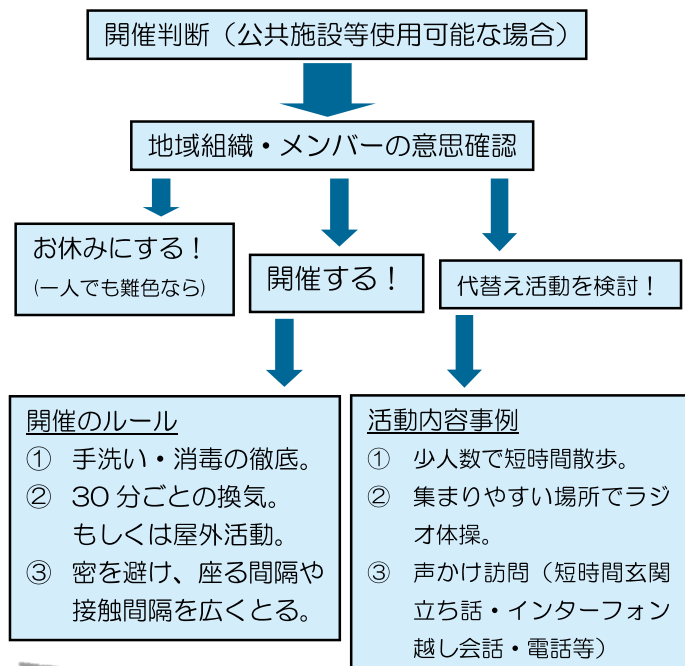 開催判断（公共施設等使用可能な場合）
地域組織・メンバーの意思確認
お休みにする！
(一人でも難色なら)
開催する！
代替え活動を検討！
開催のルール
① 手洗い・消毒の徹底。
② 30分ごとの換気。
もしくは屋外活動。
③ 密を避け、座る間隔や
接触間隔を広くとる。
活動内容事例
① 少人数で短時間散歩。
② 集まりやすい場所でラジ
オ体操。
③ 声かけ訪問（短時間玄関
立ち話・インターフォン
越し会話・電話等）